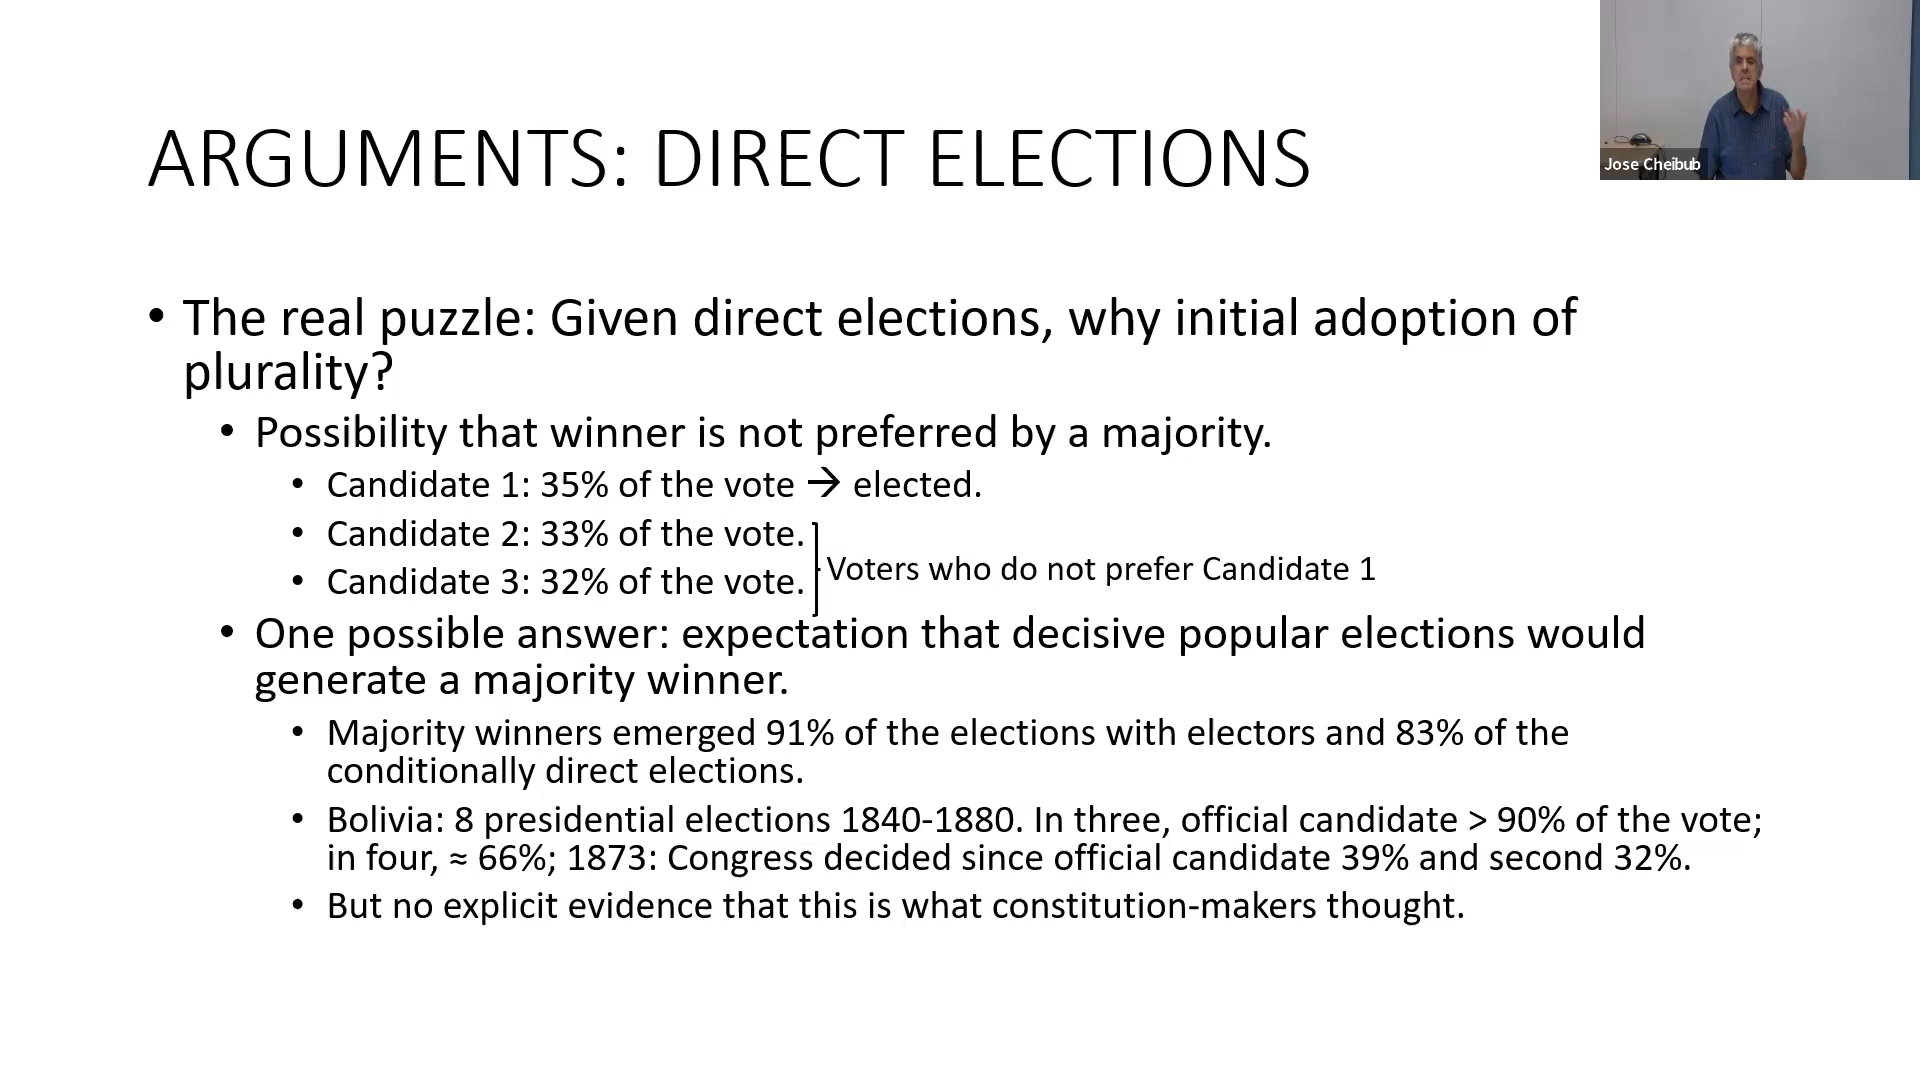 Jose Cheibub
ARGUMENTS: DIRECT ELECTIONS
• The real puzzle: Given direct elections, why initial adoption of
plurality?
• Possibility that winner is not preferred by a majority.
• Candidate 1: 35% of the vote → elected.
• Candidate 2: 33% of the vote.
• Candidate 3: 32% of the vote.
Voters who do not prefer Candidate 1
• One possible answer: expectation that decisive popular elections would
generate a majority winner.
• Majority winners emerged 91% of the elections with electors and 83% of the
conditionally direct elections.
• Bolivia: 8 presidential elections 1840-1880. In three, official candidate > 90% of the vote;
in four, ≈ 66%; 1873: Congress decided since official candidate 39% and second 32%.
• But no explicit evidence that this is what constitution-makers thought.